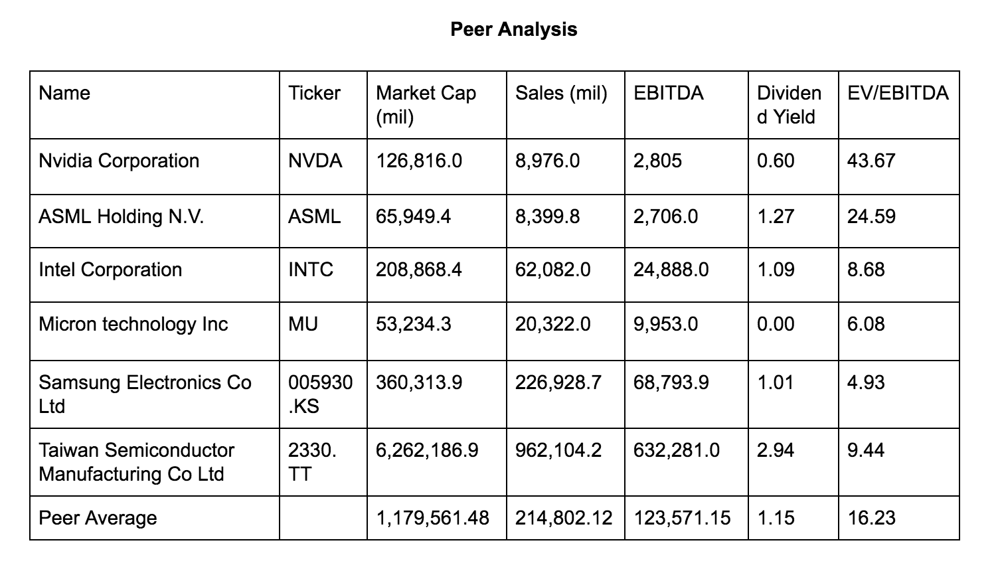 Peer Analysis
Name Ticker Market Cap (mil) Sales (mil) EBITDA Dividen d Yield EV/EBITDA
Nvidia Corporation NVDA 126,816.0 8,976.0 2,805 0.60 43.67
ASML Holding N.V. ASML 65,949.4 8,399.8 2,706.0 1.27 24.59
Intel Corporation INTC 208,868.4 62,082.0 24,888.0 1.09 8.68
Micron technology Inc MU 53,234.3 20,322.0 9,953.0 0.00 6.08
Samsung Electronics Co Ltd 005930 .KS 360,313.9 226,928.7 68,793.9 1.01 4.93
Taiwan Semiconductor Manufacturing Co Ltd 2330. TT 6,262,186.9 962,104.2 632,281.0 2.94 9.44
Peer Average 1,179,561.48 214,802.12 123,571.15 1.15 16.23